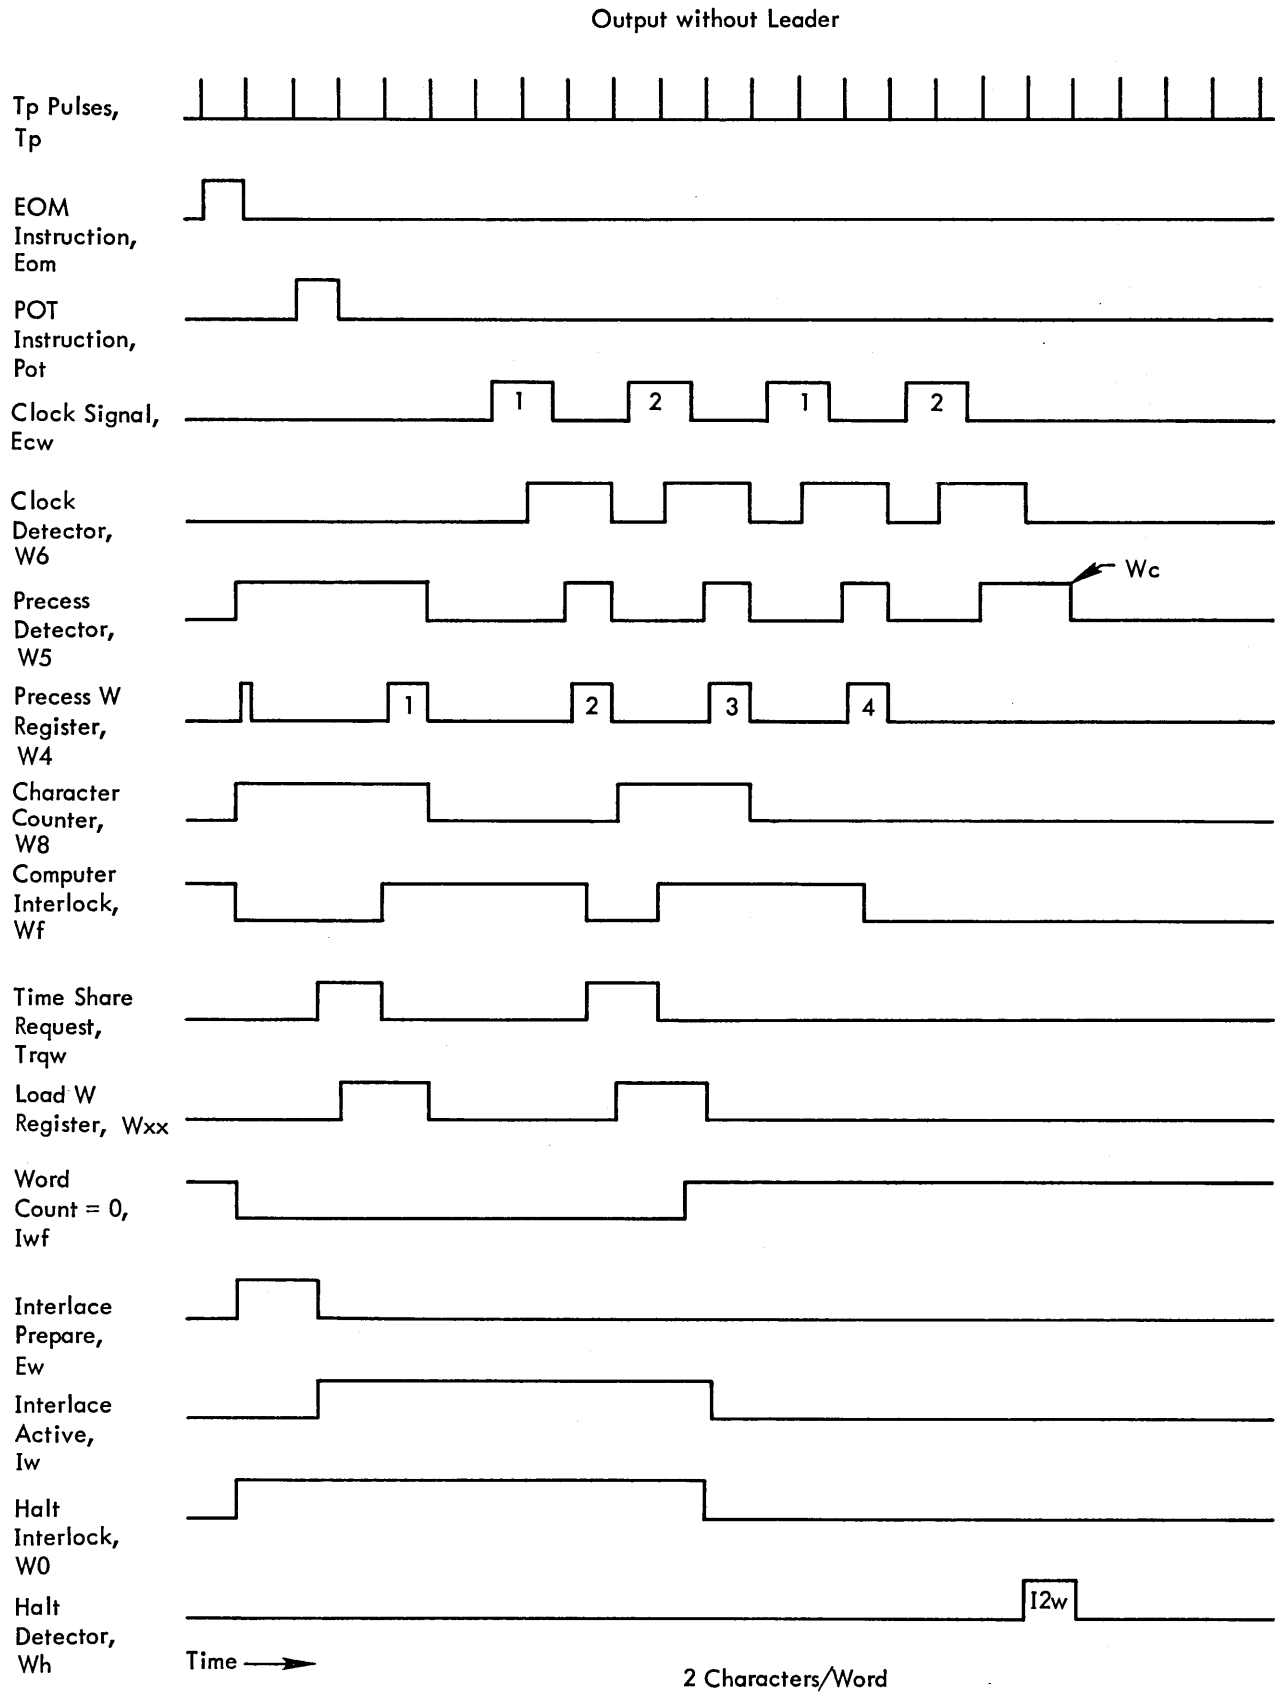 Output without Leader
Tp Pulses,
Tp
EOM
Instruction,
Eom
POT
Instruction,
Pot
Clock Signal,
Ecw
1 2 1 2
Clock
Detector,
W6
Precess
Detector,
W5
Wc
Precess W
Register,
W4
1 2 3 4
Character
Counter,
W8
Computer
Interlock,
Wf
Time Share
Request,
Trqw
Load W
Register, Wxx
Word
Count = 0,
Iwf
Interlace
Prepare,
Ew
Interlace
Active,
Iw
Halt
Interlock,
W0
Halt
Detector,
Wh
I2w
Time
2 Characters/Word